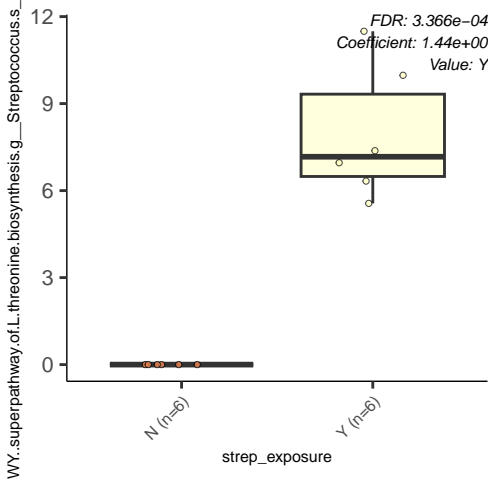 WY..superpathway.of.L.threonine.biosynthesis.g__Streptococcus.s_
12
9
6
3
0
FDR: 3.366e−04
Coefficient: 1.44e+00
Value: Y
N (n=6)
Y (n=6)
strep_exposure